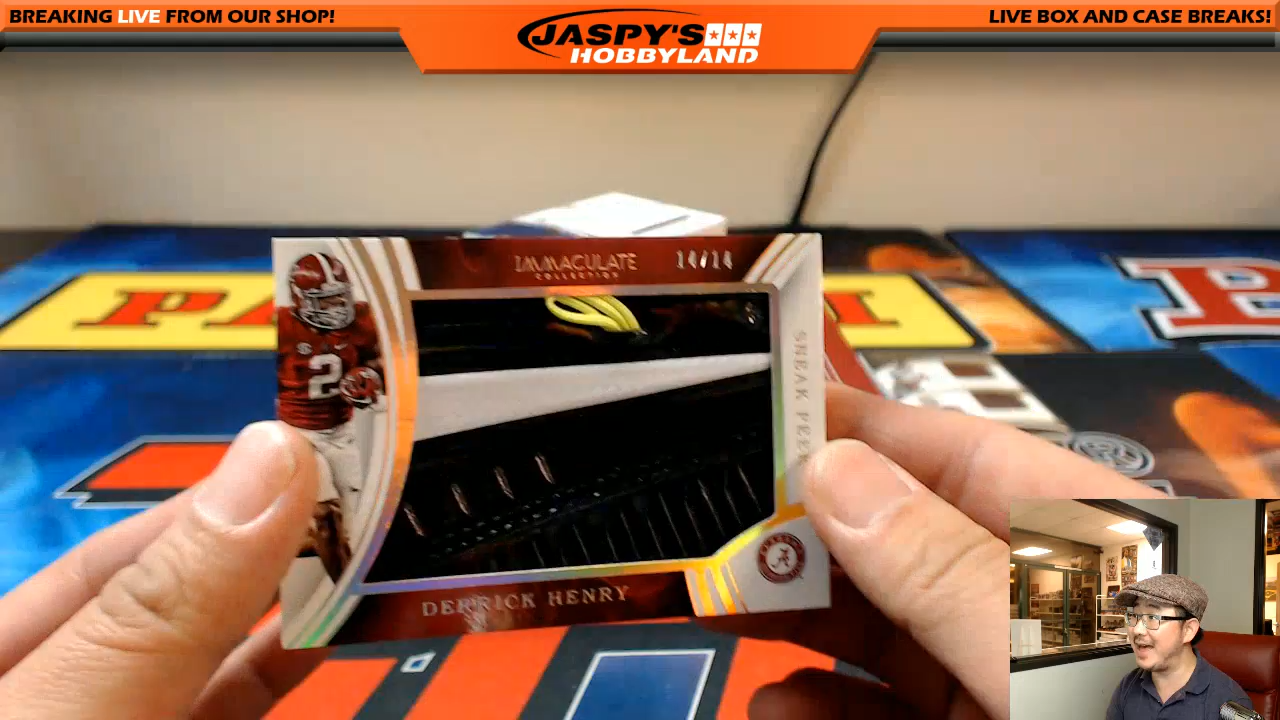 BREAKING LIVE FROM OUR SHOP!
JASPY'S
HOBBYLAND
LIVE BOX AND CASE BREAKS!
IMMACULATE
COLLECTION
14/14
2
SNEAK PEEK
DERRICK HENRY
A